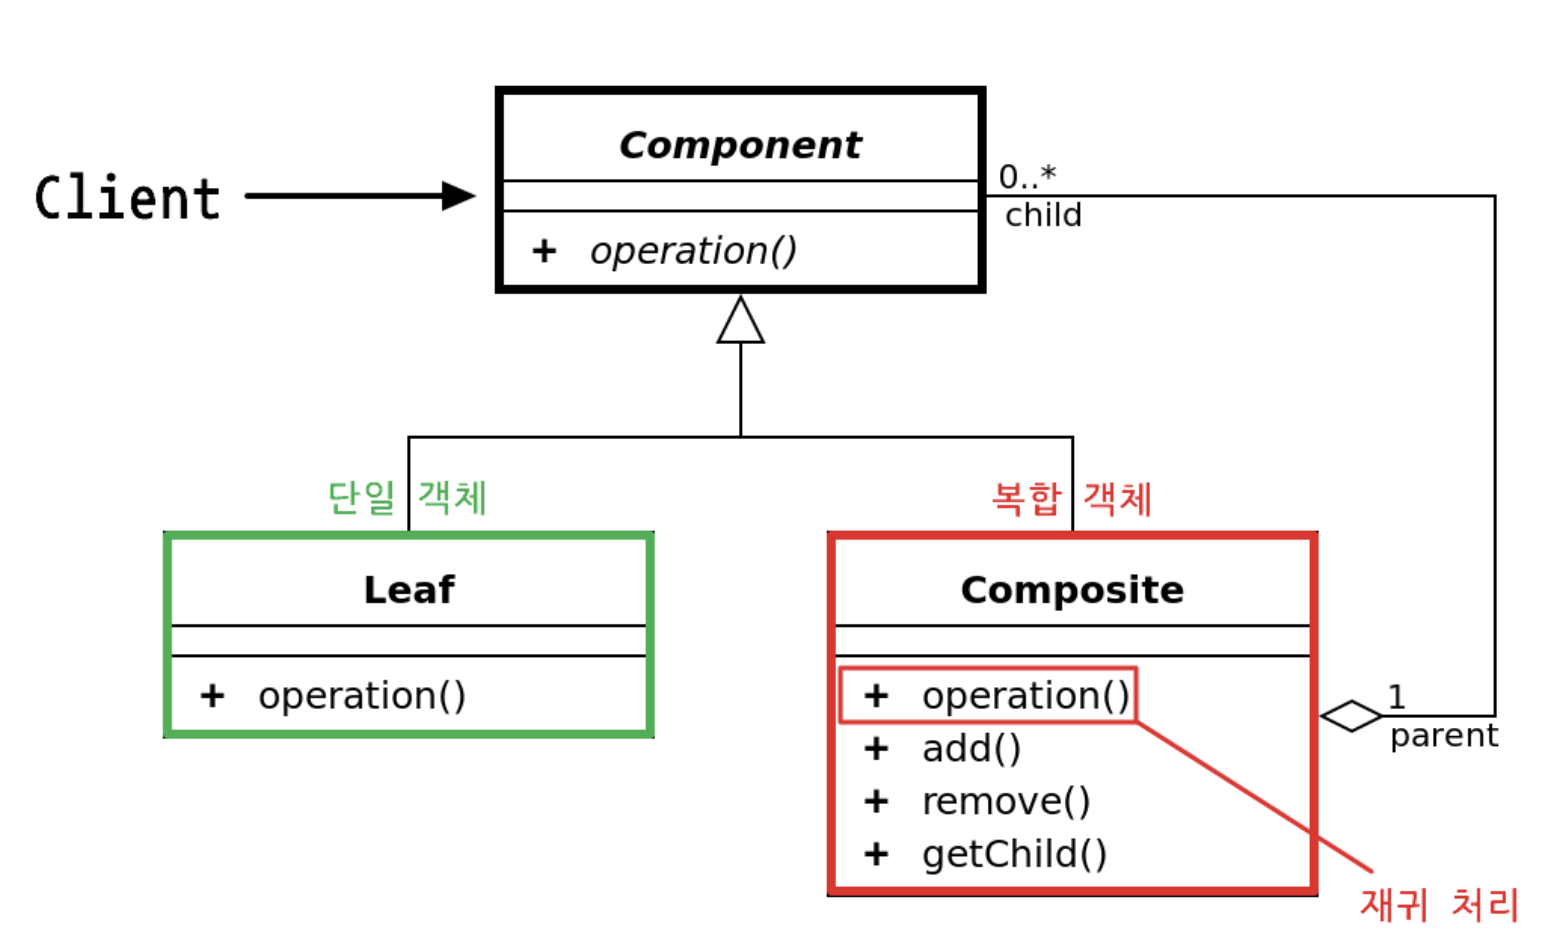 Component
0..*
Client
child
+ operation()
단일 객체
복합 객체
Leaf
Composite
+ operation()
+ operation()
1
parent
+ add()
+ remove()
+ getChild()
재귀 처리